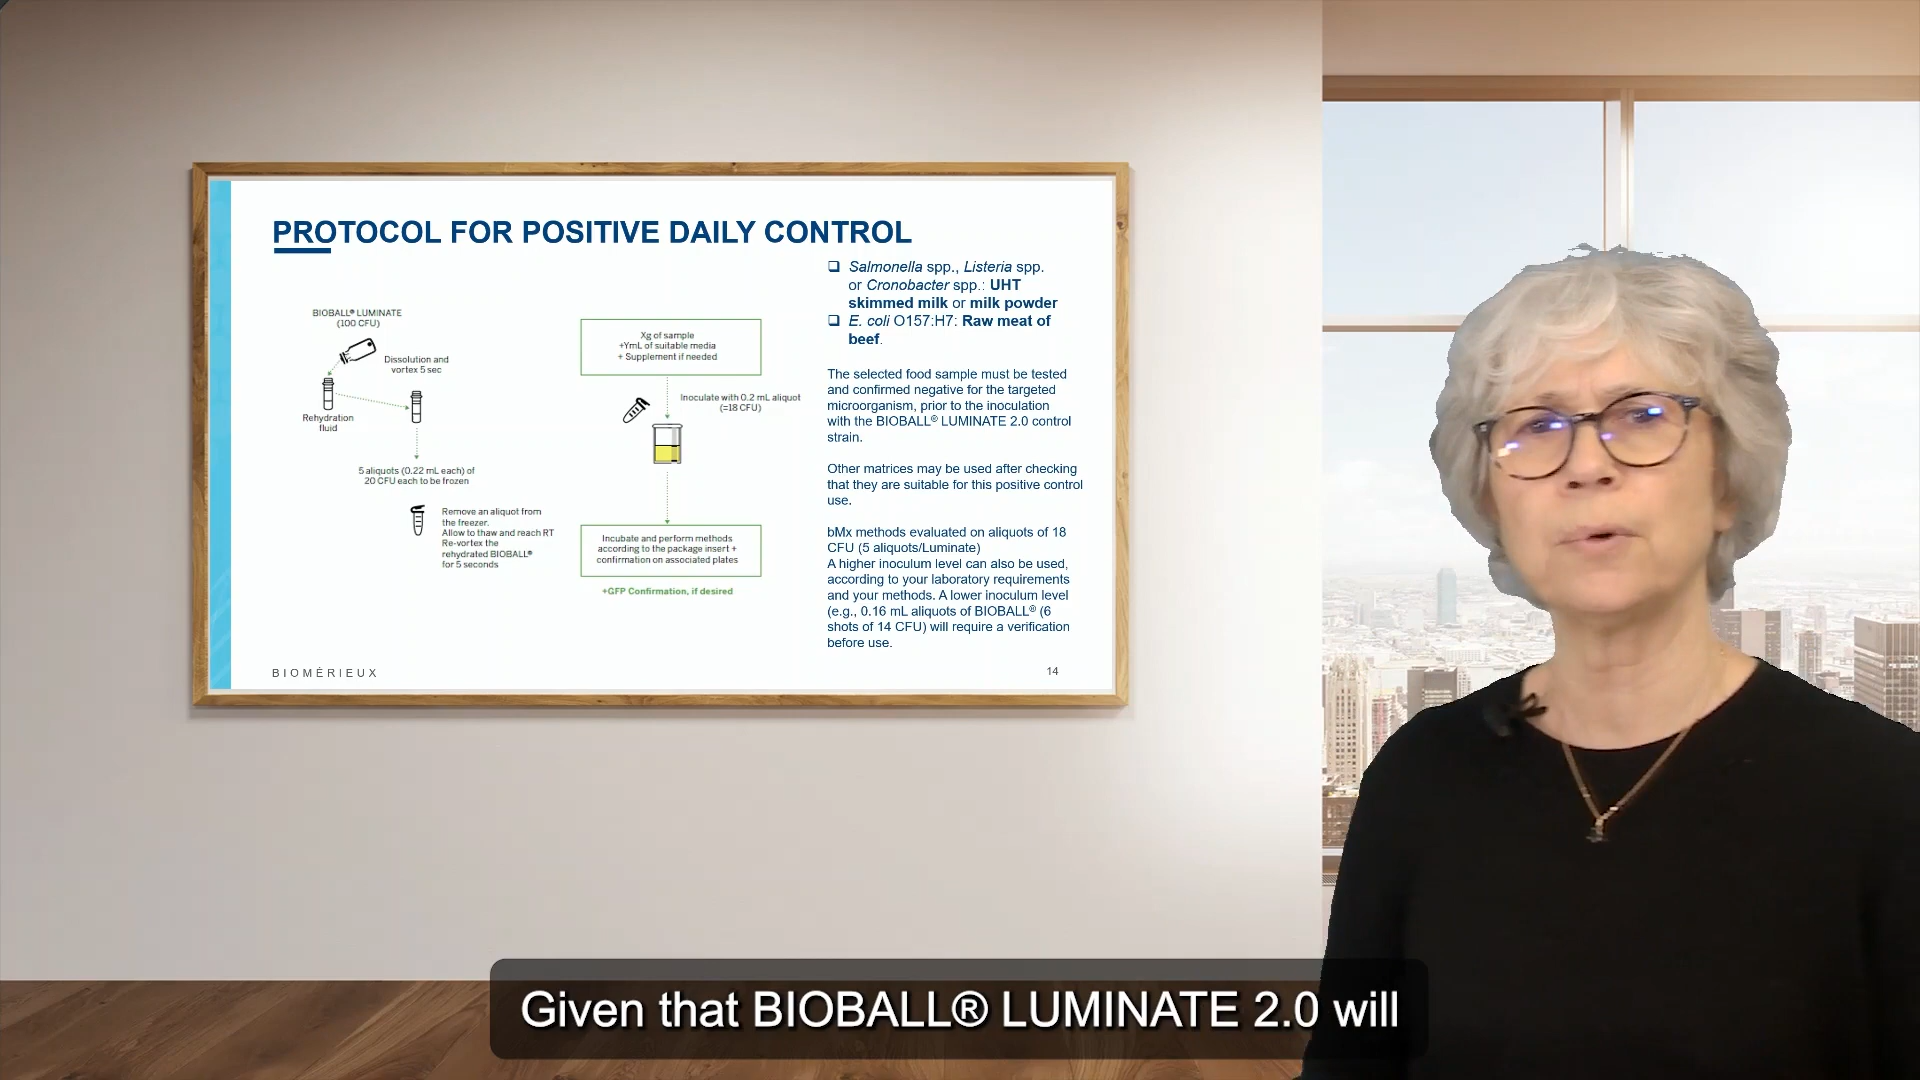 PROTOCOL FOR POSITIVE DAILY CONTROL
BIOBALL® LUMINATE
(100 CFU)
Dissolution and
vortex 5 sec
Rehydration
fluid
5 aliquots (0.22 mL each) of
20 CFU each to be frozen
Remove an aliquot from
the freezer.
Allow to thaw and reach RT
Re-vortex the
rehydrated BIOBALL®
for 5 seconds
Xg of sample
+YmL of suitable media
+ Supplement if needed
Inoculate with 0.2 mL aliquot
(=18 CFU)
Incubate and perform methods
according to the package insert +
confirmation on associated plates
+GFP Confirmation, if desired
❑ Salmonella spp., Listeria spp.
or Cronobacter spp.: UHT
skimmed milk or milk powder
❑ E. coli O157:H7: Raw meat of
beef.
The selected food sample must be tested
and confirmed negative for the targeted
microorganism, prior to the inoculation
with the BIOBALL® LUMINATE 2.0 control
strain.
Other matrices may be used after checking
that they are suitable for this positive control
use.
bMx methods evaluated on aliquots of 18
CFU (5 aliquots/Luminate)
A higher inoculum level can also be used,
according to your laboratory requirements
and your methods. A lower inoculum level
(e.g., 0.16 mL aliquots of BIOBALL® (6
shots of 14 CFU) will require a verification
before use.
BIOMÉRIEUX
14
Given that BIOBALL® LUMINATE 2.0 will